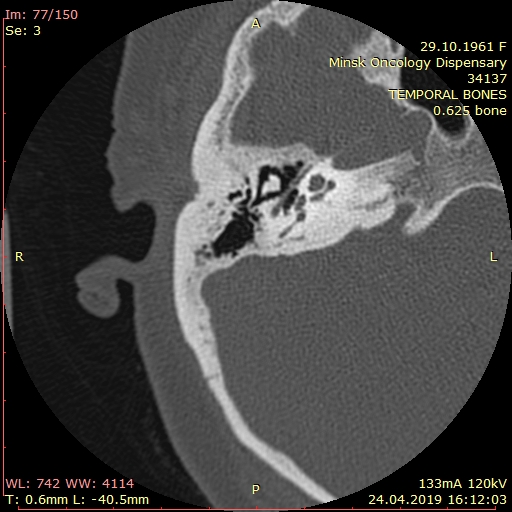 Im: 77/150
Se: 3
A
29.10.1961 F
Minsk Oncology Dispensary
34137
TEMPORAL BONES
0.625 bone
R
L
WL: 742 WW: 4114
T: 0.6mm L: -40.5mm
P
133mA 120kV
24.04.2019 16:12:03